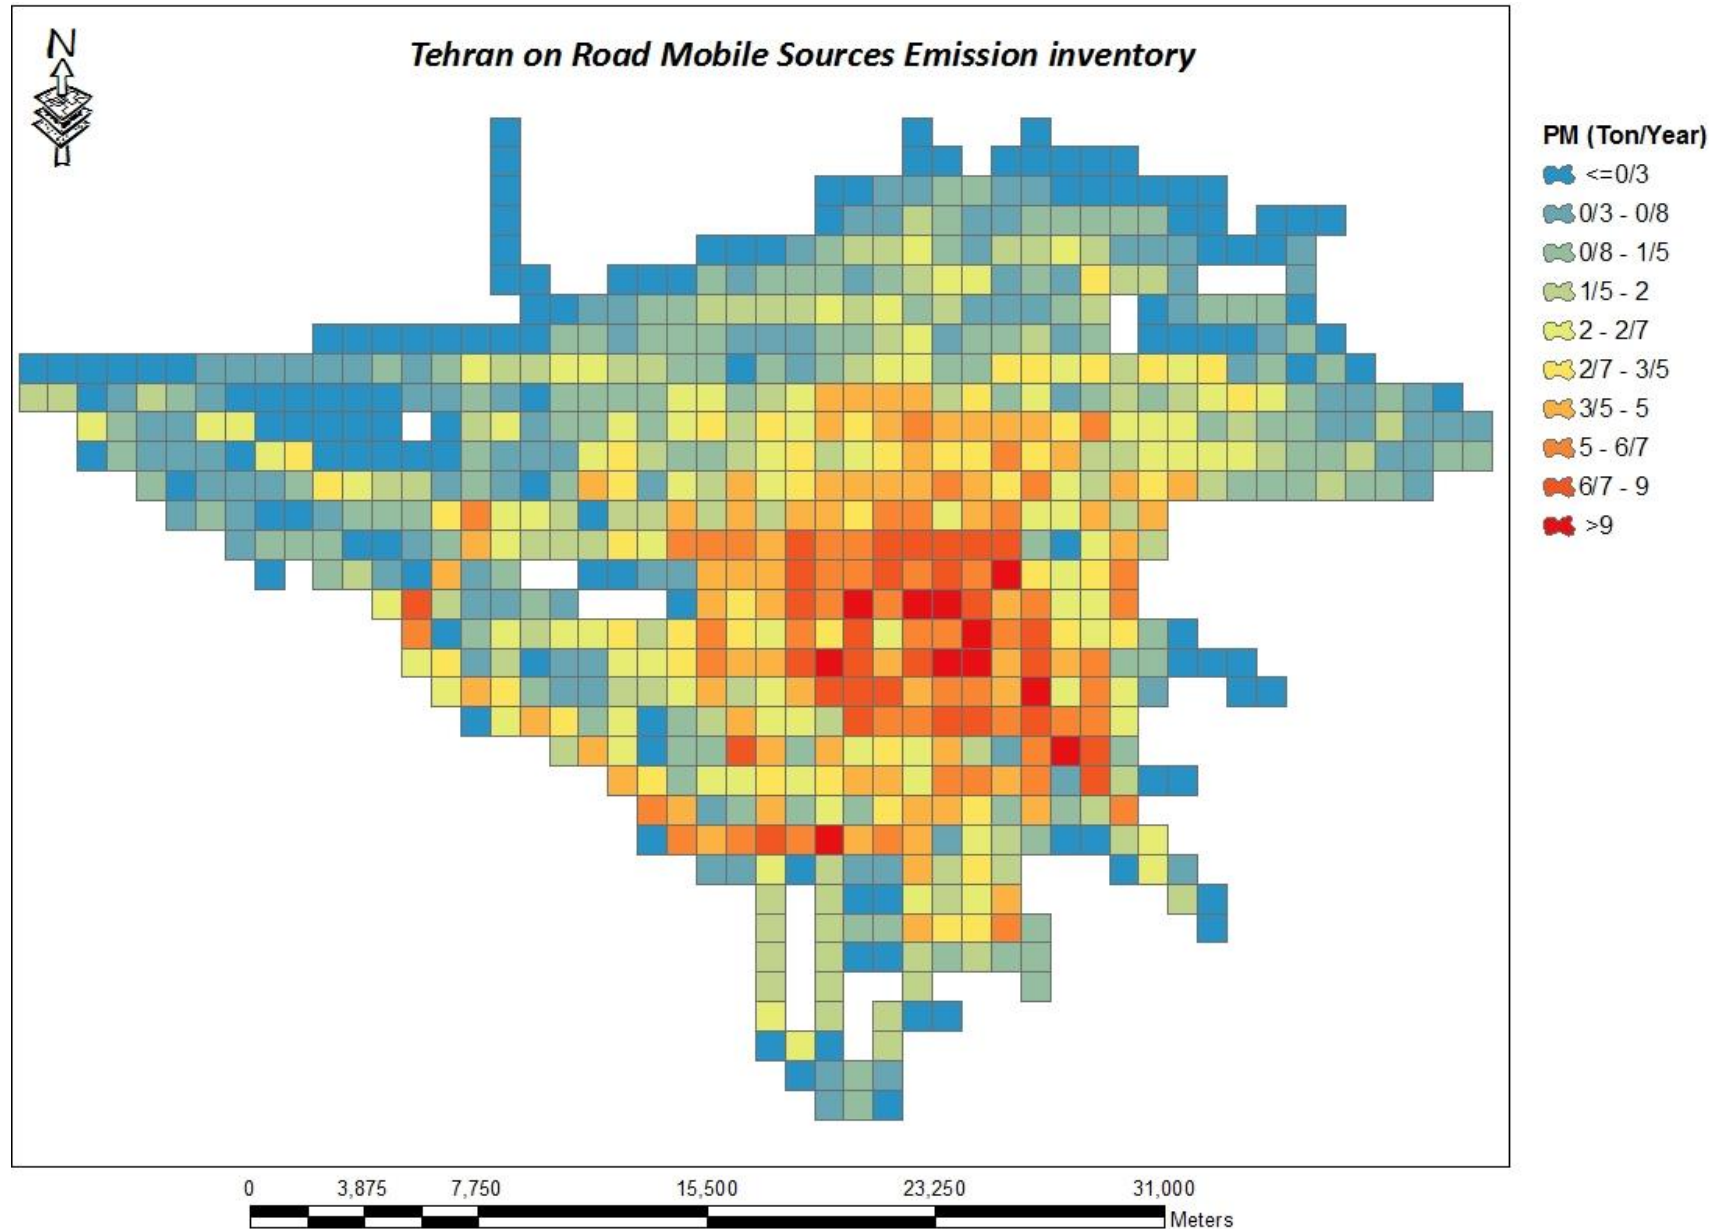 N
Tehran on Road Mobile Sources Emission inventory
PM (Ton/Year)
<=0/3
0/3 - 0/8
0/8 - 1/5
1/5 - 2
2 - 2/7
2/7 - 3/5
3/5 - 5
5 - 6/7
6/7 - 9
>9
0 3,875 7,750 15,500 23,250 31,000
Meters